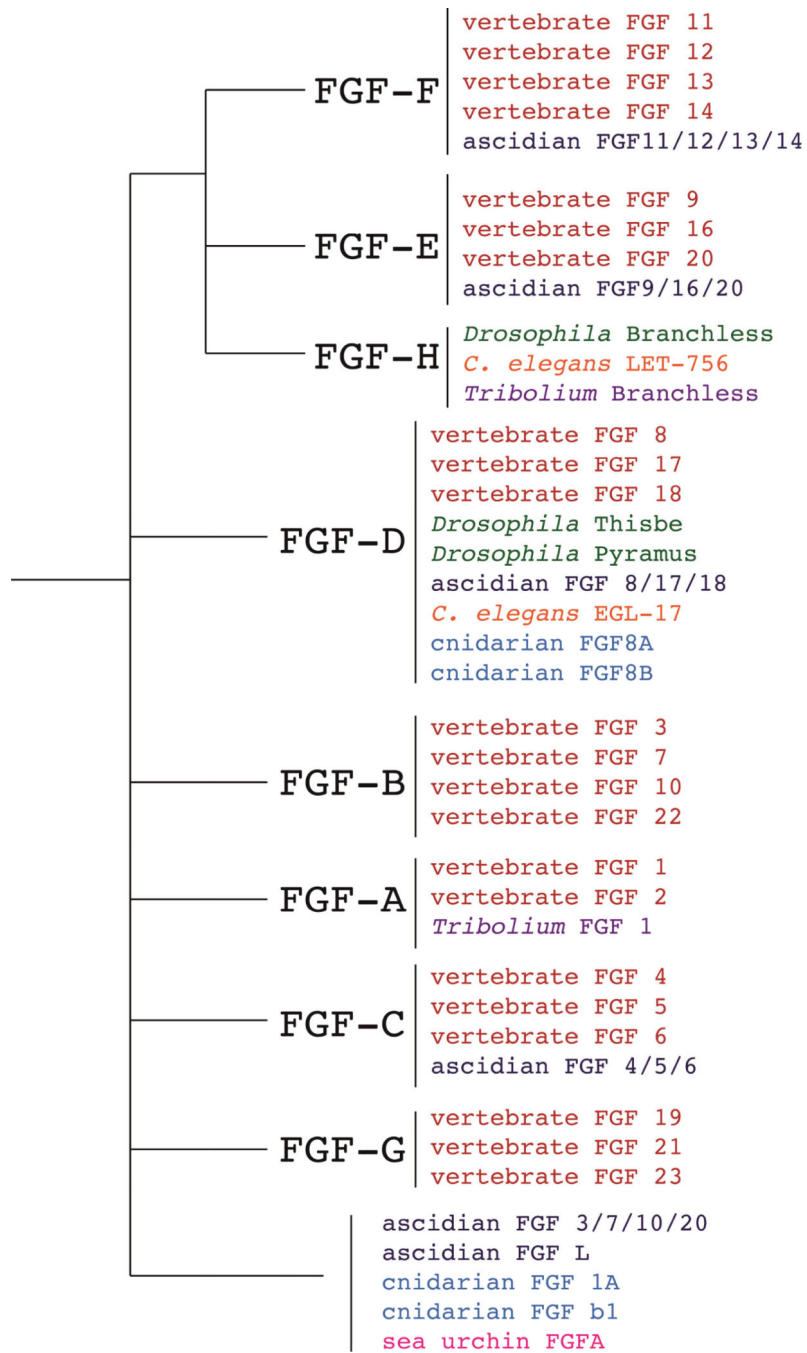 FGF-F
vertebrate FGF 11
vertebrate FGF 12
vertebrate FGF 13
vertebrate FGF 14
ascidian FGF11/12/13/14
FGF-E
vertebrate FGF 9
vertebrate FGF 16
vertebrate FGF 20
ascidian FGF9/16/20
FGF-H
Drosophila Branchless
C. elegans LET-756
Tribolium Branchless
FGF-D
vertebrate FGF 8
vertebrate FGF 17
vertebrate FGF 18
Drosophila Thisbe
Drosophila Pyramus
ascidian FGF 8/17/18
C. elegans EGL-17
cnidarian FGF8A
cnidarian FGF8B
FGF-B
vertebrate FGF 3
vertebrate FGF 7
vertebrate FGF 10
vertebrate FGF 22
FGF-A
vertebrate FGF 1
vertebrate FGF 2
Tribolium FGF 1
FGF-C
vertebrate FGF 4
vertebrate FGF 5
vertebrate FGF 6
ascidian FGF 4/5/6
FGF-G
vertebrate FGF 19
vertebrate FGF 21
vertebrate FGF 23
ascidian FGF 3/7/10/20
ascidian FGF L
cnidarian FGF 1A
cnidarian FGF b1
sea urchin FGFA